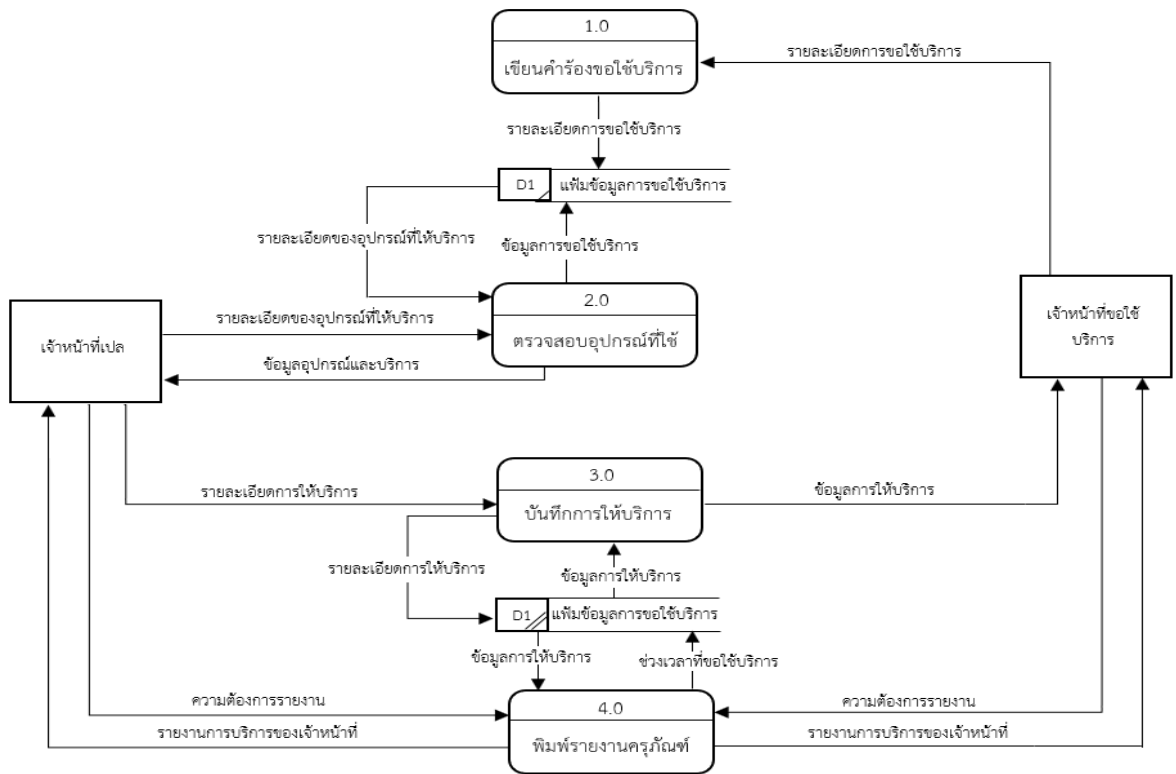 1.0
เขียนคำร้องขอใช้บริการ
รายละเอียดการขอใช้บริการ
รายละเอียดการขอใช้บริการ
D1
แฟ้มข้อมูลการขอใช้บริการ
รายละเอียดของอุปกรณ์ที่ให้บริการ
ข้อมูลการขอใช้บริการ
2.0
ตรวจสอบอุปกรณ์ที่ใช้
รายละเอียดของอุปกรณ์ที่ให้บริการ
ข้อมูลอุปกรณ์และบริการ
เจ้าหน้าที่เปล
เจ้าหน้าที่ขอใช้
บริการ
3.0
บันทึกการให้บริการ
รายละเอียดการให้บริการ
ข้อมูลการให้บริการ
รายละเอียดการให้บริการ
ข้อมูลการให้บริการ
D1
แฟ้มข้อมูลการขอใช้บริการ
ข้อมูลการให้บริการ
ช่วงเวลาที่ขอใช้บริการ
4.0
พิมพ์รายงานครุภัณฑ์
ความต้องการรายงาน
ความต้องการรายงาน
รายงานการบริการของเจ้าหน้าที่
รายงานการบริการของเจ้าหน้าที่